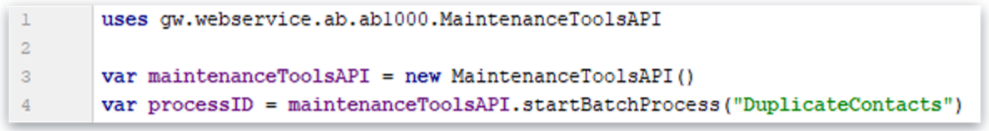 1 uses gw.webservice.ab.ab1000.MaintenanceToolsAPI
2
3 var maintenanceToolsAPI = new MaintenanceToolsAPI()
4 var processID = maintenanceToolsAPI.startBatchProcess("DuplicateContacts")